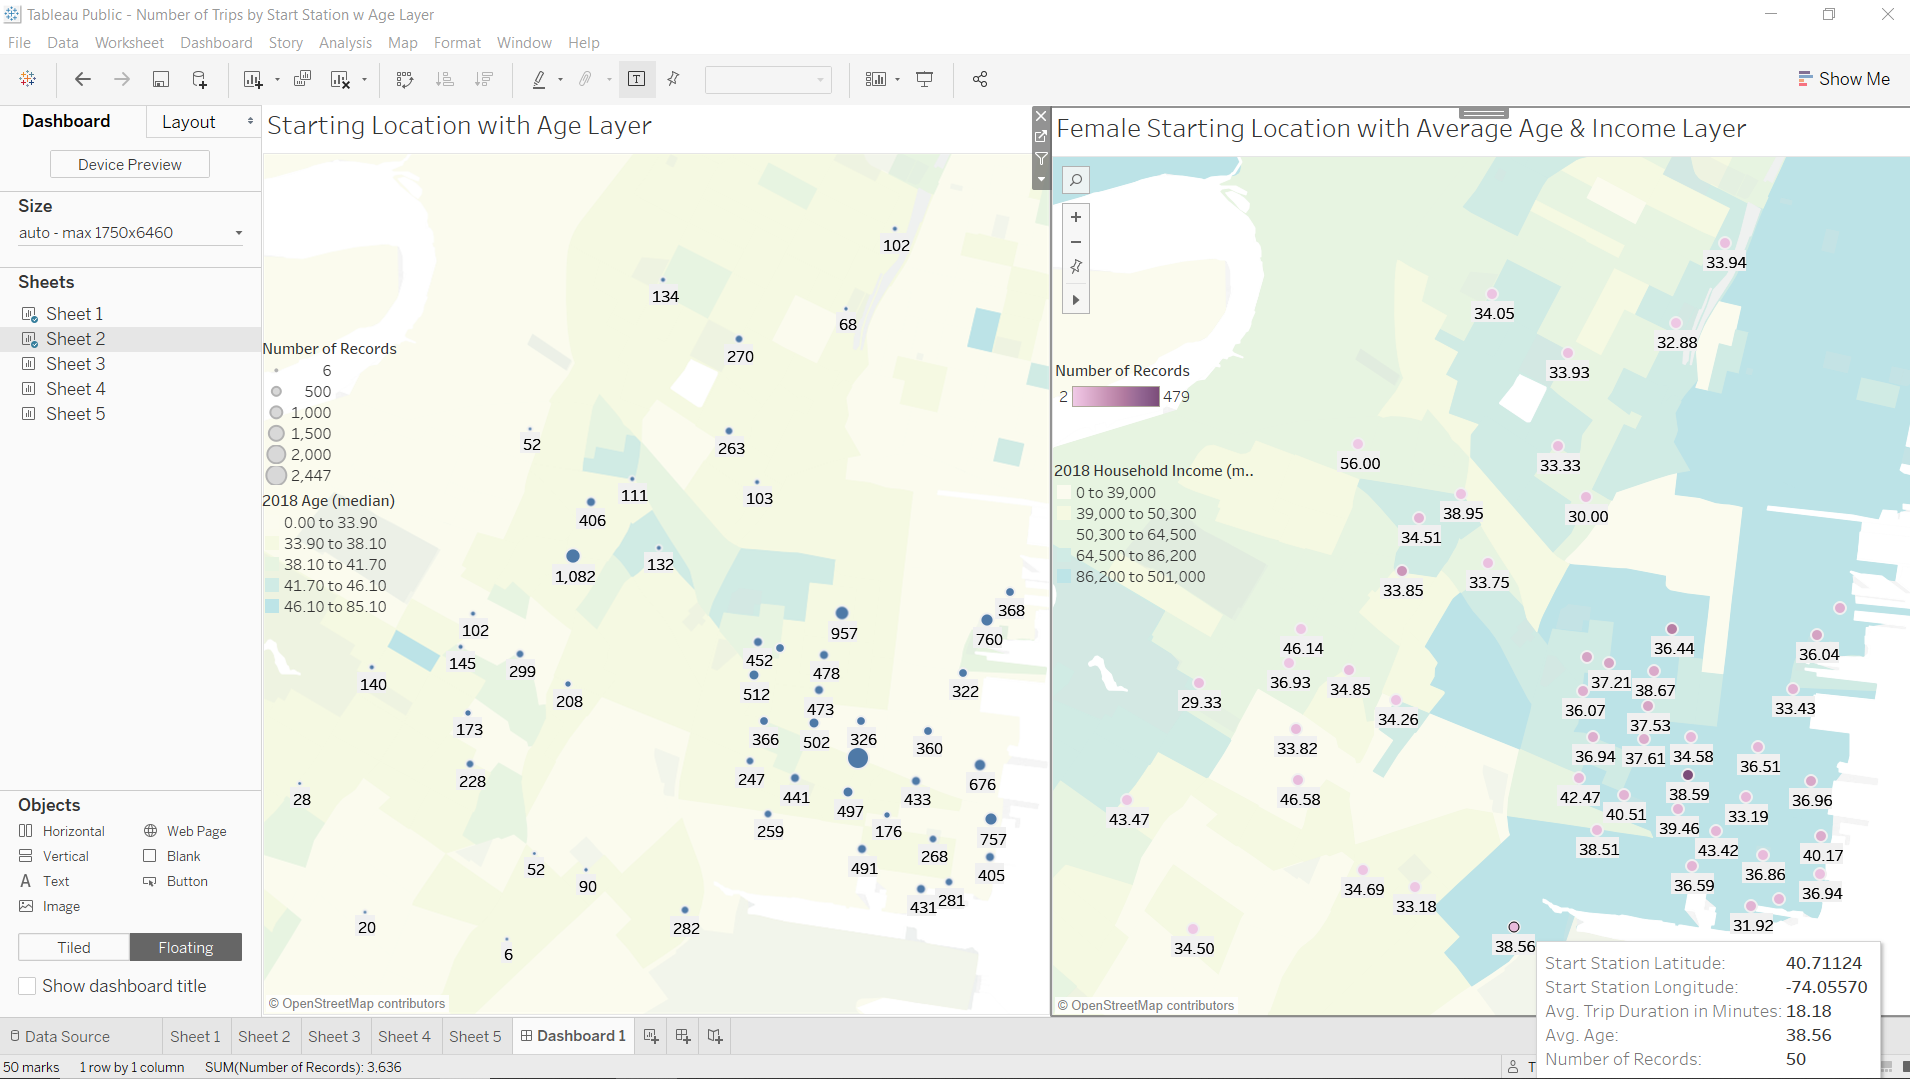 Tableau Public - Number of Trips by Start Station w Age Layer
File Data Worksheet Dashboard Story Analysis Map Format Window Help
Show Me
Dashboard Layout
Device Preview
Size
auto - max 1750x6460
Sheets
Sheet 1
Sheet 2
Sheet 3
Sheet 4
Sheet 5
Objects
Horizontal Web Page
Vertical Blank
Text Button
Image
Tiled Floating
Show dashboard title
Starting Location with Age Layer
102
134
68
270
Number of Records
6
500
1,000
1,500
2,000
2,447
2018 Age (median)
0.00 to 33.90
33.90 to 38.10
38.10 to 41.70
41.70 to 46.10
46.10 to 85.10
52
263
111
103
406
132
1,082
368
102
957
760
145
452
299
478
140
512
322
208
473
173
366
502
326
360
247
228
676
441
433
28
497
259
176
757
268
52
491
405
90
431
281
20
282
6
© OpenStreetMap contributors
Female Starting Location with Average Age & Income Layer
33.94
34.05
32.88
33.93
Number of Records
2 479
2018 Household Income (m..
0 to 39,000
39,000 to 50,300
50,300 to 64,500
64,500 to 86,200
86,200 to 501,000
56.00
33.33
38.95
30.00
34.51
33.75
33.85
46.14
36.44
36.04
36.93
37.21
34.85
38.67
29.33
36.07
33.43
34.26
37.53
33.82
36.94
37.61
34.58
36.51
42.47
38.59
46.58
36.96
40.51
33.19
43.47
39.46
38.51
43.42
40.17
36.86
34.69
36.59
36.94
33.18
31.92
34.50
38.56
© OpenStreetMap contributors
Start Station Latitude: 40.71124
Start Station Longitude: -74.05570
Avg. Trip Duration in Minutes: 18.18
Avg. Age: 38.56
Number of Records: 50
Data Source Sheet 1 Sheet 2 Sheet 3 Sheet 4 Sheet 5 Dashboard 1
50 marks 1 row by 1 column SUM(Number of Records): 3,636 T